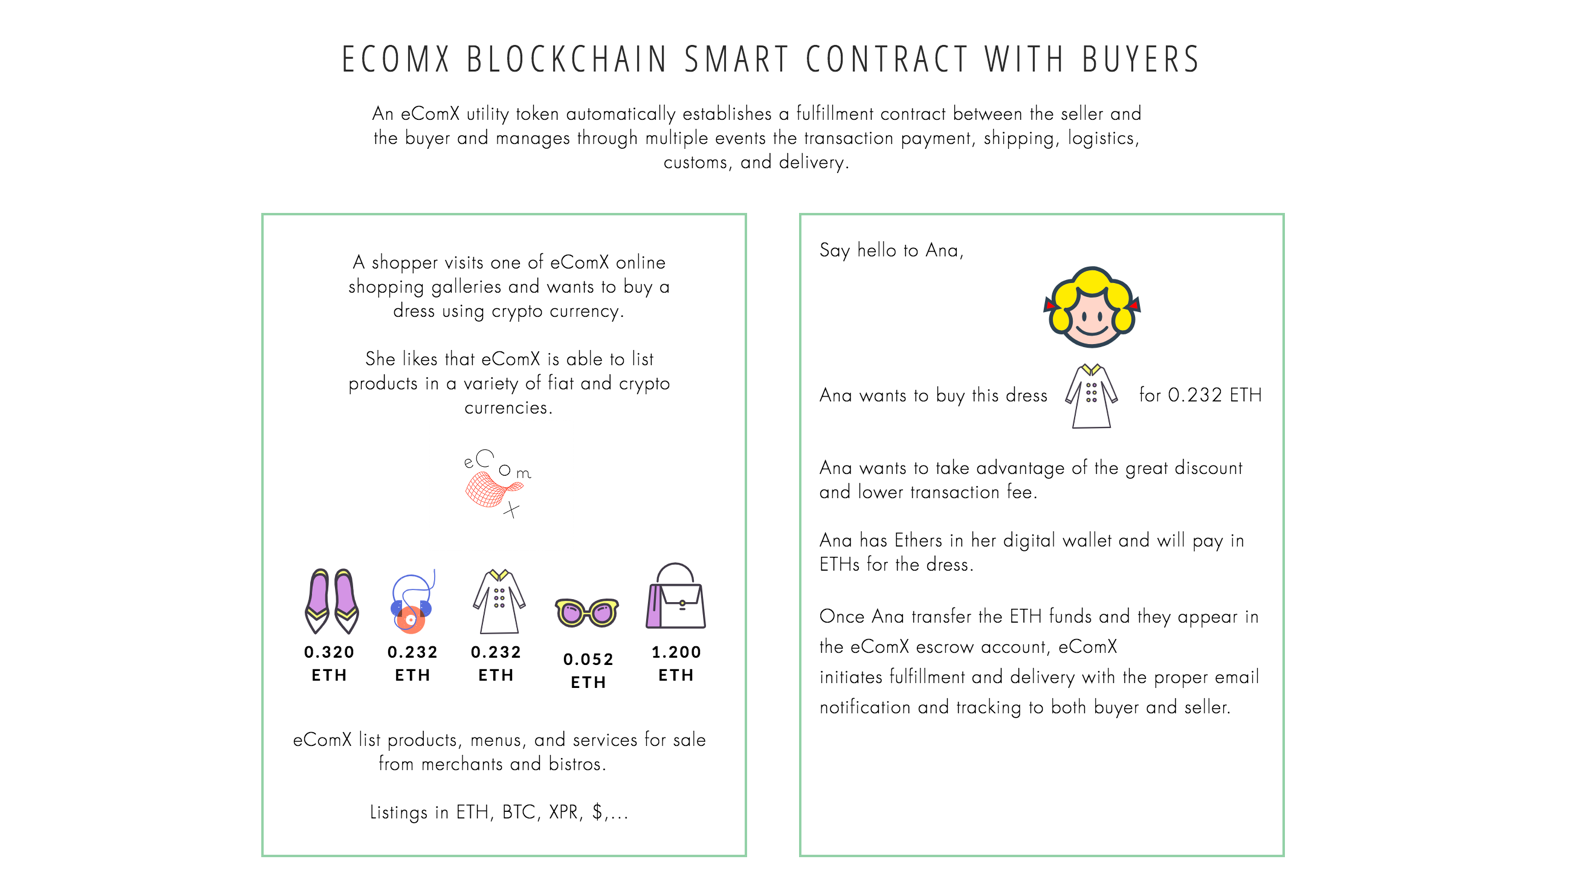 ECOMX BLOCKCHAIN SMART CONTRACT WITH BUYERS
An eComX utility token automatically establishes a fulfillment contract between the seller and
the buyer and manages through multiple events the transaction payment, shipping, logistics,
customs, and delivery.
A shopper visits one of eComX online
shopping galleries and wants to buy a
dress using crypto currency.
She likes that eComX is able to list
products in a variety of fiat and crypto
currencies.
eCom
X
0.320
ETH
0.232
ETH
0.232
ETH
0.052
ETH
1.200
ETH
eComX list products, menus, and services for sale
from merchants and bistros.
Listings in ETH, BTC, XPR, $,...
Say hello to Ana,
Ana wants to buy this dress for 0.232 ETH
Ana wants to take advantage of the great discount
and lower transaction fee.
Ana has Ethers in her digital wallet and will pay in
ETHs for the dress.
Once Ana transfer the ETH funds and they appear in
the eComX escrow account, eComX
initiates fulfillment and delivery with the proper email
notification and tracking to both buyer and seller.